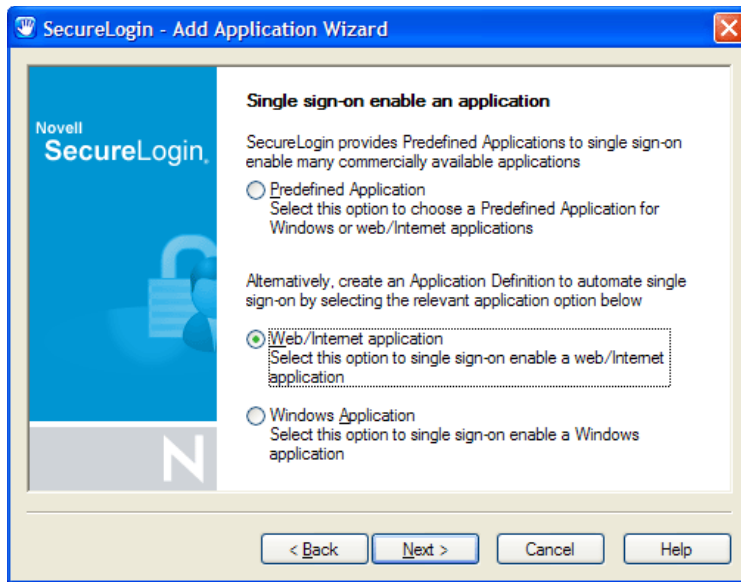 SecureLogin - Add Application Wizard
Novell
SecureLogin®
Single sign-on enable an application
SecureLogin provides Predefined Applications to single sign-on
enable many commercially available applications
Predefined Application
Select this option to choose a Predefined Application for
Windows or web/Internet applications
Alternatively, create an Application Definition to automate single
sign-on by selecting the relevant application option below
Web/Internet application
Select this option to single sign-on enable a web/Internet
application
Windows Application
Select this option to single sign-on enable a Windows
application
N
< Back
Next >
Cancel
Help